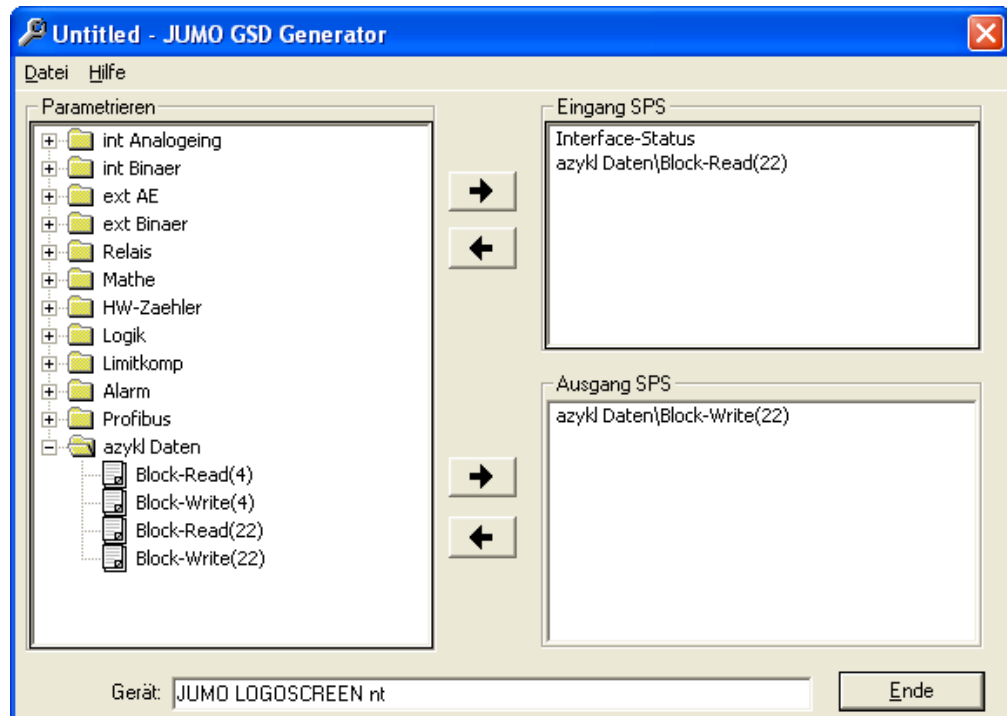 Untitled - JUMO GSD Generator
Datei Hilfe
Parametrieren
int Analogeing
int Binaer
ext AE
ext Binaer
Relais
Mathe
HW-Zaehler
Logik
Limitkomp
Alarm
Profibus
azykl Daten
Block-Read(4)
Block-Write(4)
Block-Read(22)
Block-Write(22)
Eingang SPS
Interface-Status
azykl Daten\Block-Read(22)
Ausgang SPS
azykl Daten\Block-Write(22)
Gerät: JUMO LOGOSCREEN nt
Ende